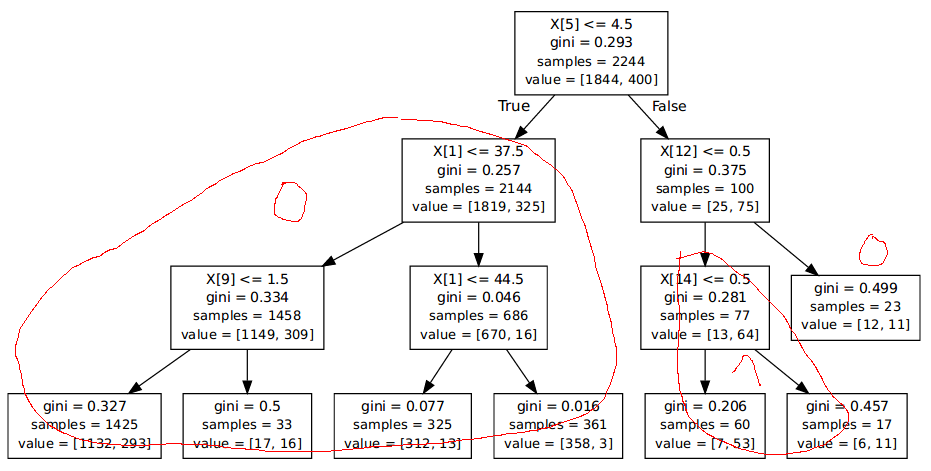 X[5] <= 4.5
gini = 0.293
samples = 2244
value = [1844, 400]
True
False
X[1] <= 37.5
gini = 0.257
samples = 2144
value = [1819, 325]
X[12] <= 0.5
gini = 0.375
samples = 100
value = [25, 75]
X[9] <= 1.5
gini = 0.334
samples = 1458
value = [1149, 309]
X[1] <= 44.5
gini = 0.046
samples = 686
value = [670, 16]
X[14] <= 0.5
gini = 0.281
samples = 77
value = [13, 64]
gini = 0.499
samples = 23
value = [12, 11]
gini = 0.327
samples = 1425
value = [1132, 293]
gini = 0.5
samples = 33
value = [17, 16]
gini = 0.077
samples = 325
value = [312, 13]
gini = 0.016
samples = 361
value = [358, 3]
gini = 0.206
samples = 60
value = [7, 53]
gini = 0.457
samples = 17
value = [6, 11]